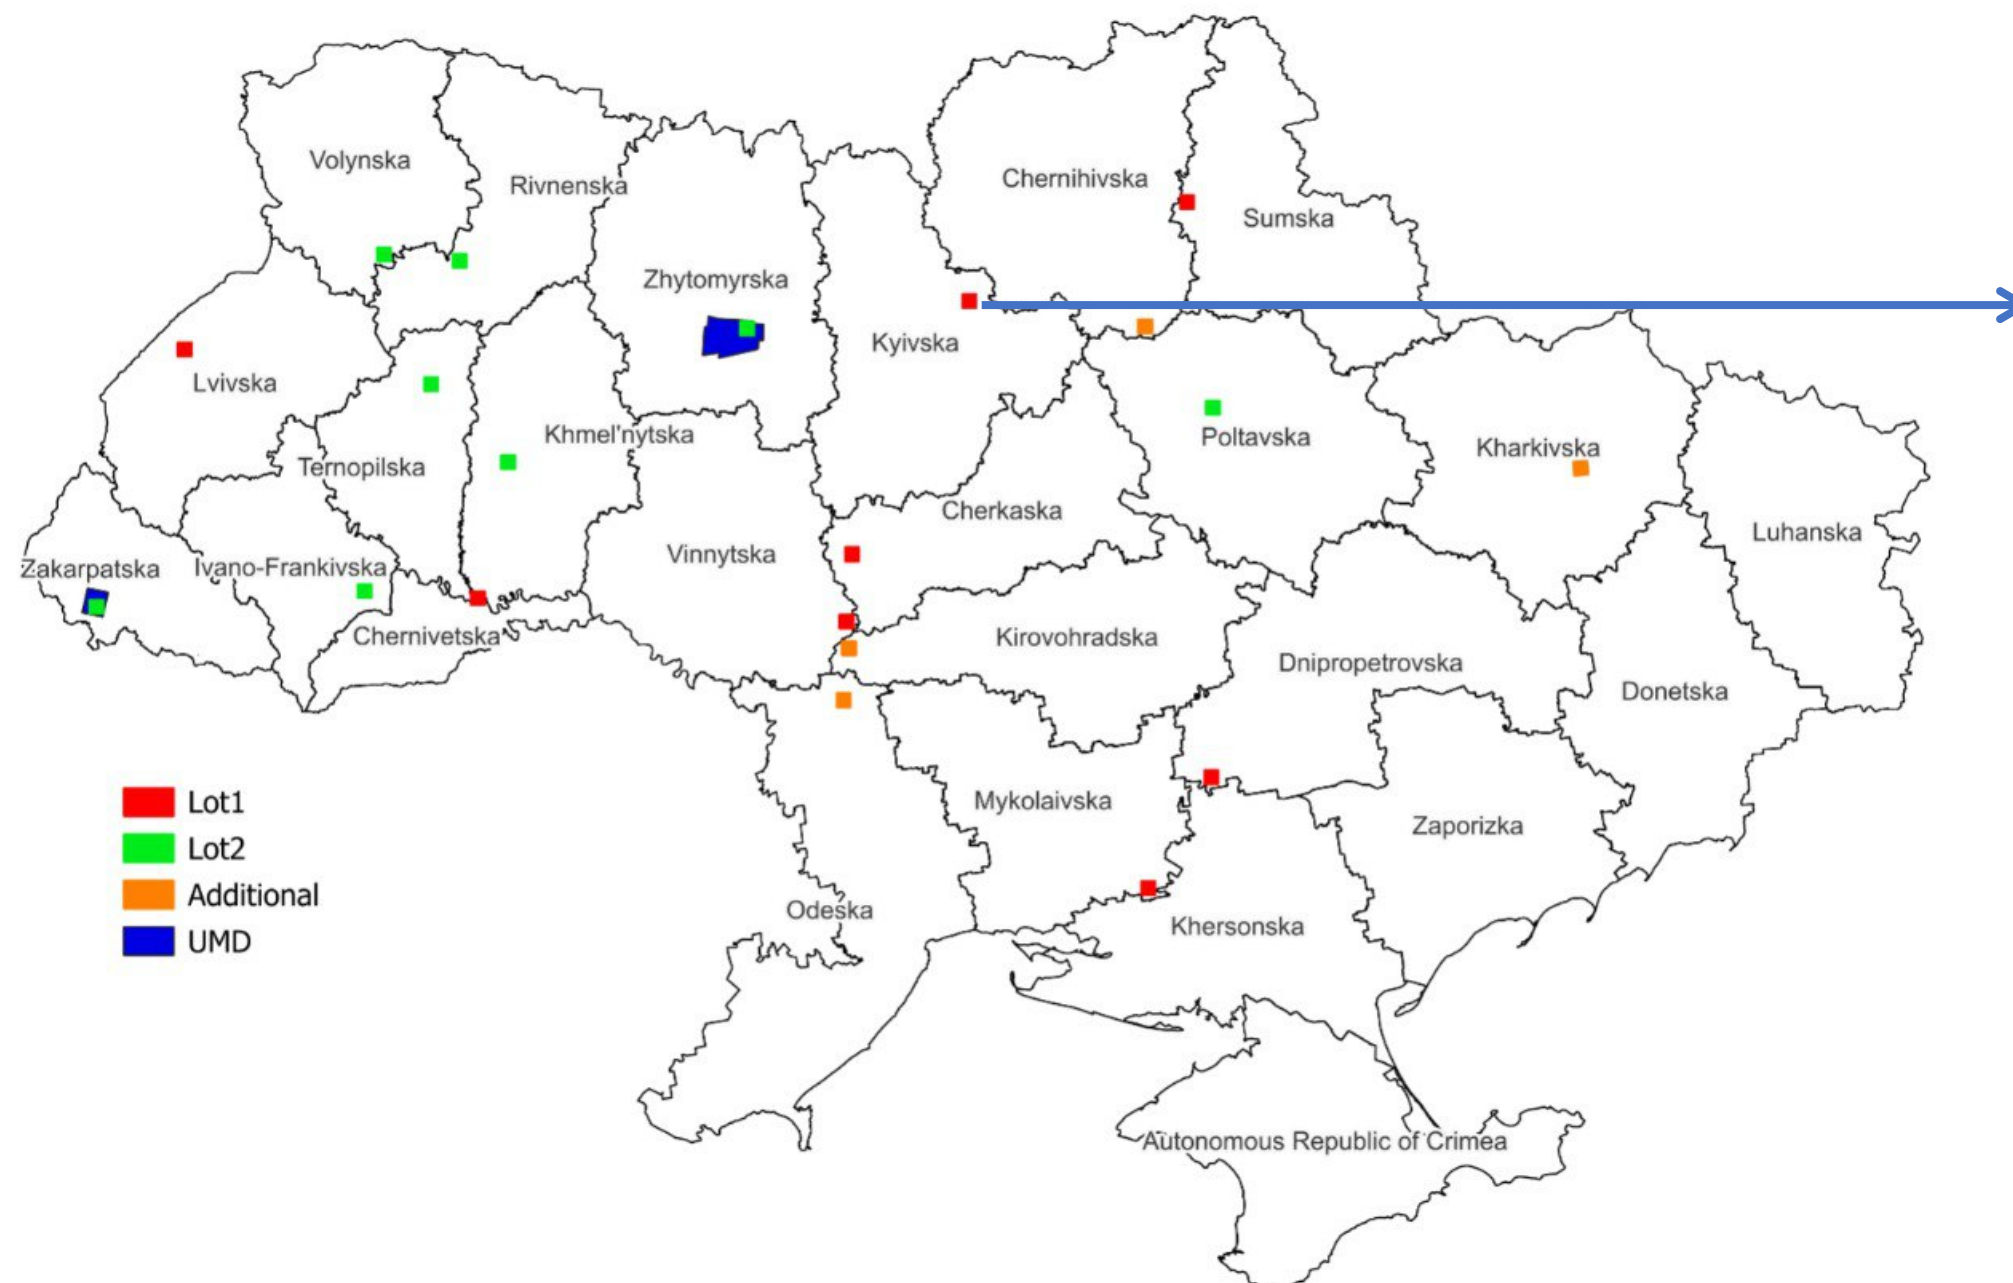 Volynska
Rivnenska
Chernihivska
Sumska
Zhytomyrska
Kyivska
Lvivska
Khmel'nytska
Poltavska
Kharkivska
Ternopilska
Cherkaska
Luhanska
Vinnytska
Zakarpatska
Ivano-Frankivska
Chernivetska
Kirovohradska
Dnipropetrovska
Donetska
Mykolaivska
Zaporizka
Odeska
Khersonska
Autonomous Republic of Crimea
Lot1
Lot2
Additional
UMD